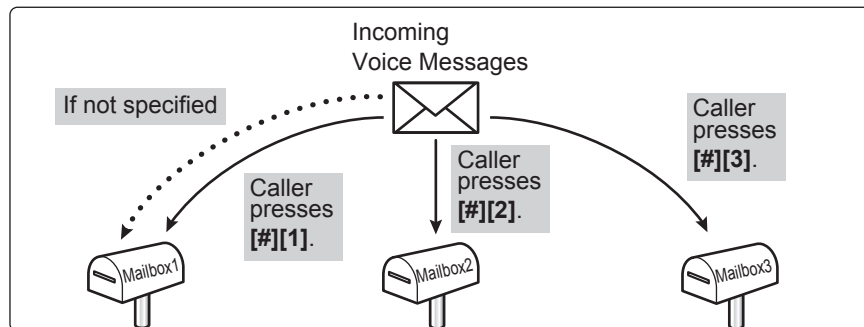 Incoming
Voice Messages
If not specified
Caller
presses
[#][1].
Caller
presses
[#][2].
Caller
presses
[#][3].
Mailbox1
Mailbox2
Mailbox3